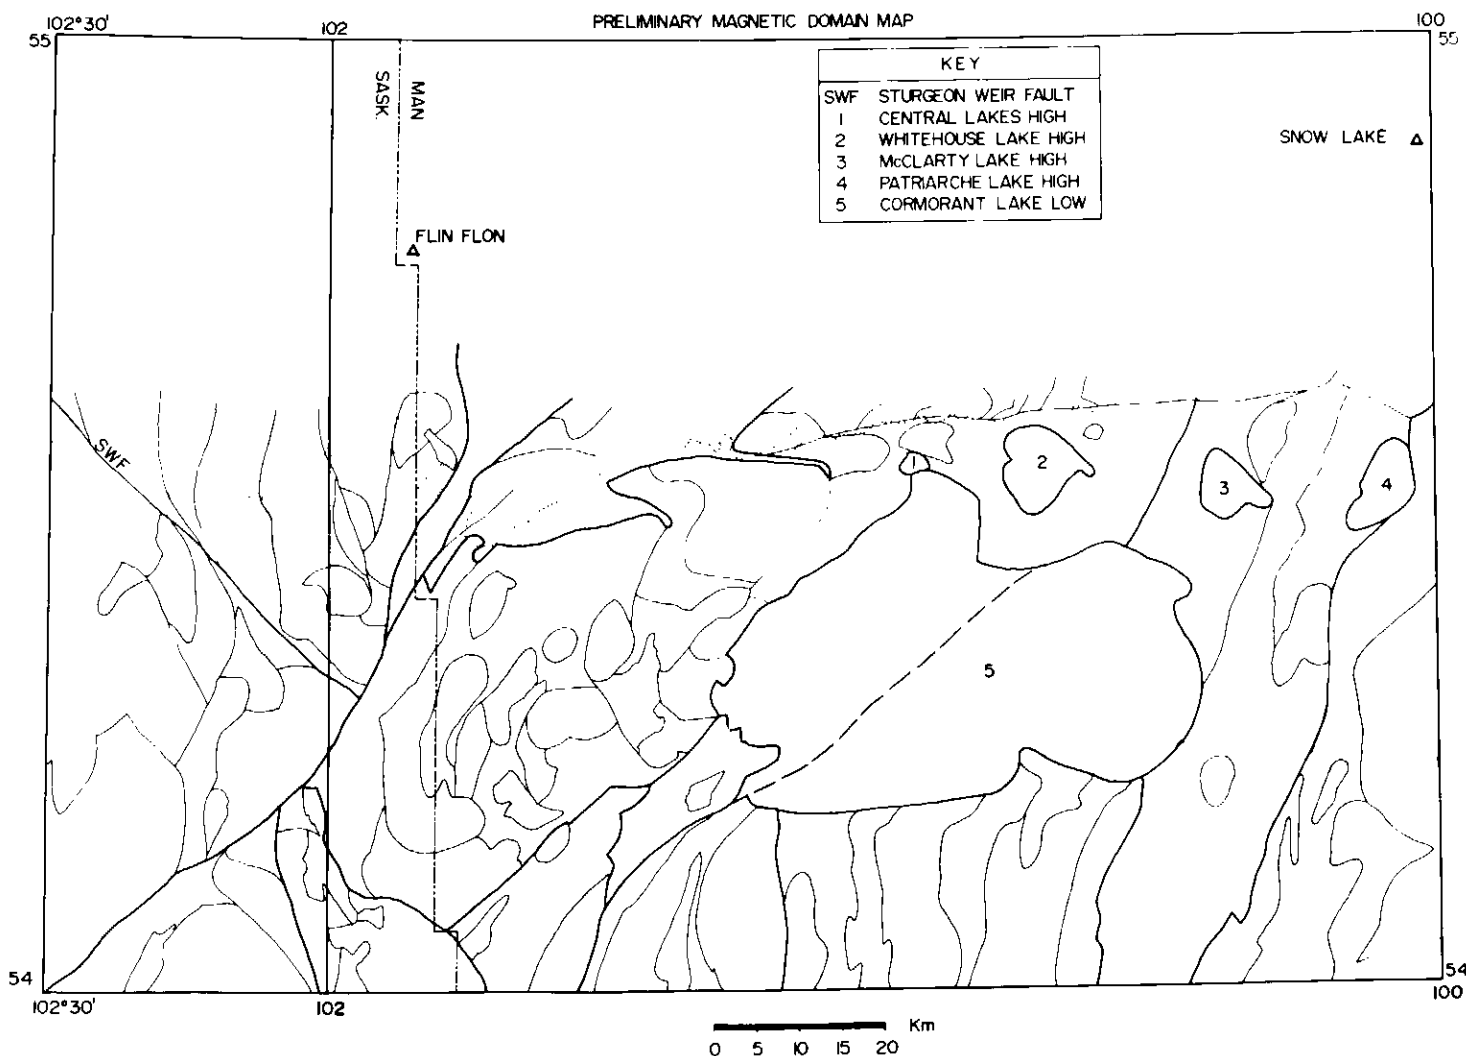 PRELIMINARY MAGNETIC DOMAIN MAP
102°30'
102
100
55
55
KEY
SWF STURGEON WEIR FAULT
1 CENTRAL LAKES HIGH
2 WHITEHOUSE LAKE HIGH
3 McCLARTY LAKE HIGH
4 PATRIARCHE LAKE HIGH
5 CORMORANT LAKE LOW
SASK.
MAN
SNOW LAKE
FLIN FLON
SWF
1
2
3
4
5
54
54
102°30'
102
100
Km
0 5 10 15 20